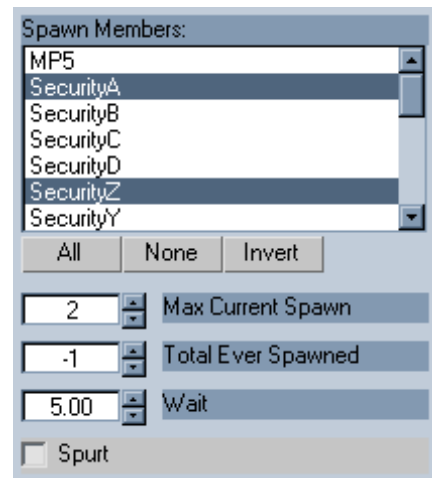 Spawn Members:
MP5
SecurityA
SecurityB
SecurityC
SecurityD
SecurityZ
SecurityY
All None Invert
2 Max Current Spawn
-1 Total Ever Spawned
5.00 Wait
Spurt